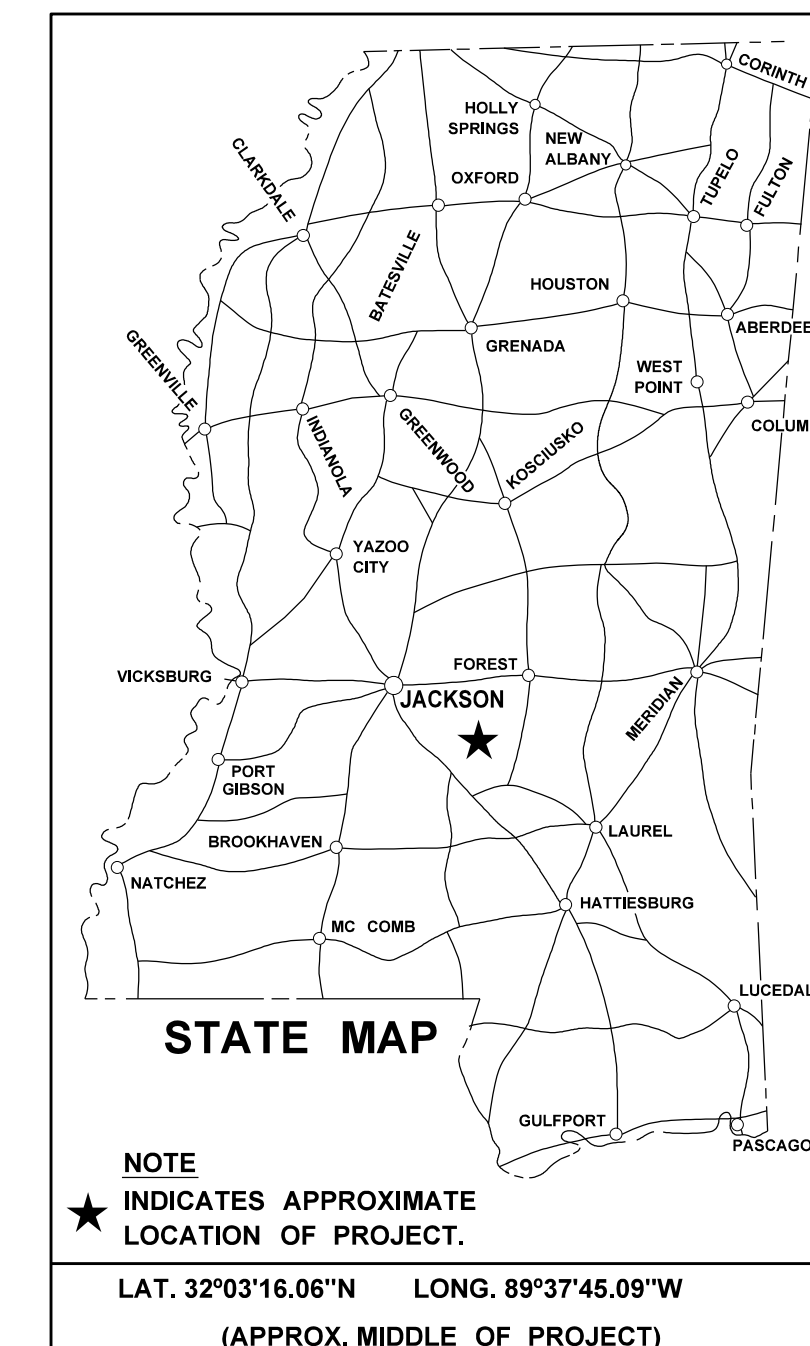 CORINTH
HOLLY
SPRINGS
NEW
ALBANY
CLARKDALE
OXFORD
TUPELO
FULTON
BATESVILLE
HOUSTON
ABERDEE
GREENVILLE
GRENADA
WEST
POINT
COLUM
INDIANOLA
GREENWOOD
KOSCIUSKO
YAZOO
CITY
VICKSBURG
FOREST
JACKSON
MERIDIAN
PORT
GIBSON
BROOKHAVEN
LAUREL
NATCHEZ
HATTIESBURG
MC COMB
LUCEDAL
STATE MAP
GULFPORT
PASCAGO
NOTE
INDICATES APPROXIMATE
LOCATION OF PROJECT.
LAT. 32º03'16.06"N LONG. 89º37'45.09"W
(APPROX. MIDDLE OF PROJECT)